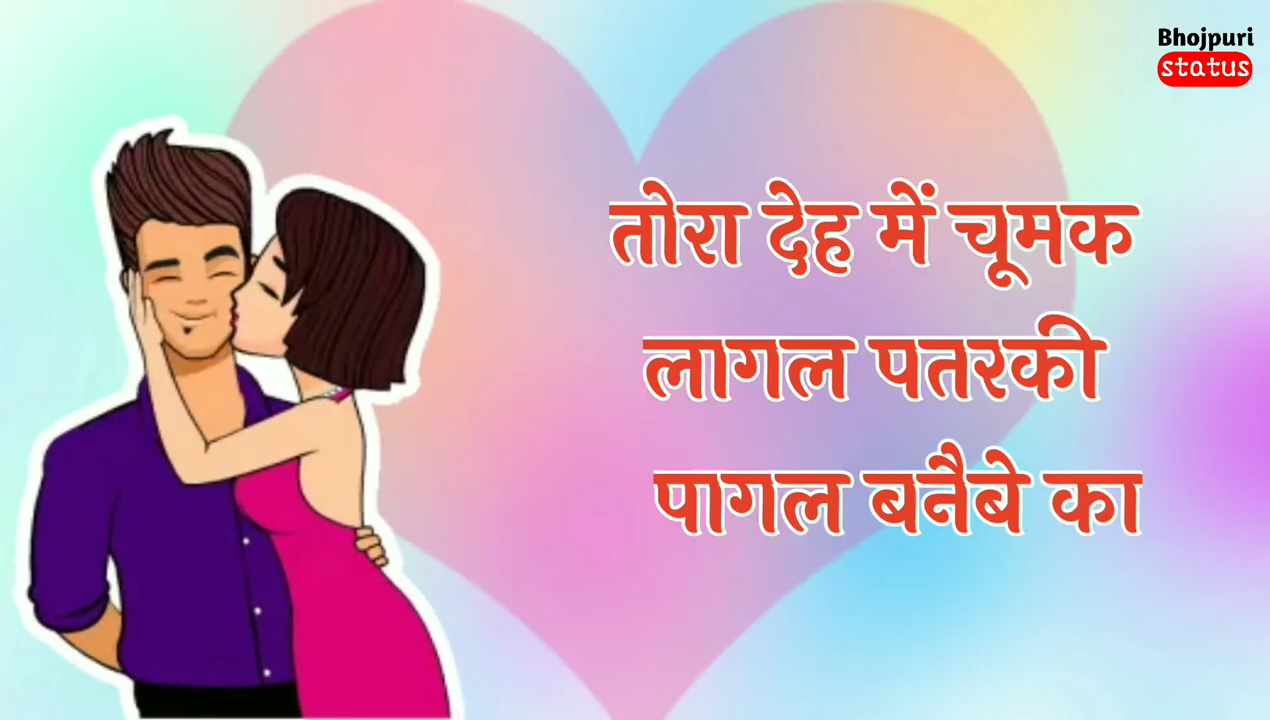 Bhojpuri
status
तोरा देह में चूमक
लागल पतरकी
पागल बनैबे का